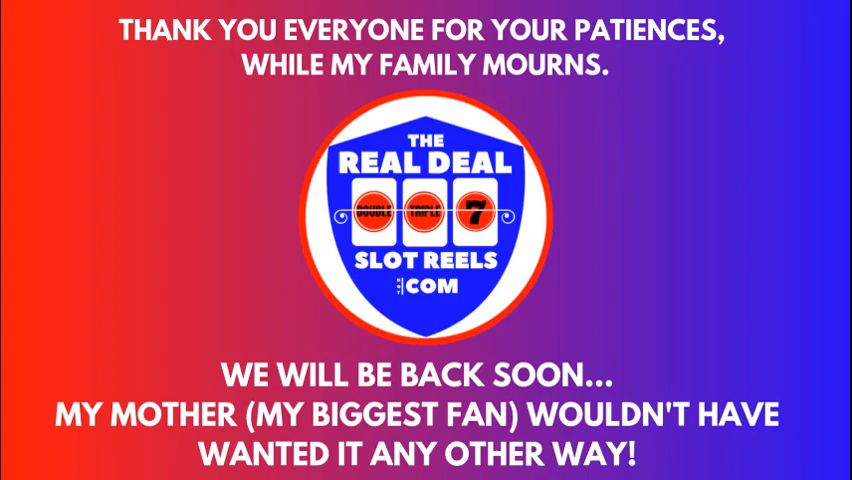 THANK YOU EVERYONE FOR YOUR PATIENCES,
WHILE MY FAMILY MOURNS.
THE
REAL DEAL
DOUBLE TRIPLE 7
SLOT REELS
DOT COM
WE WILL BE BACK SOON...
MY MOTHER (MY BIGGEST FAN) WOULDN'T HAVE
WANTED IT ANY OTHER WAY!